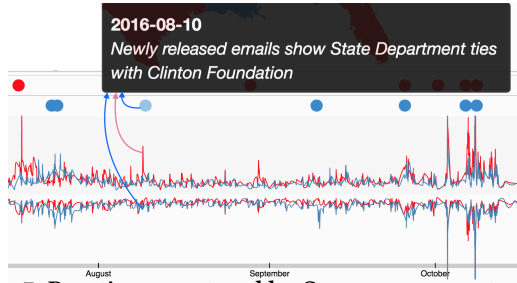 2016-08-10
Newly released emails show State Department ties
with Clinton Foundation
August September October